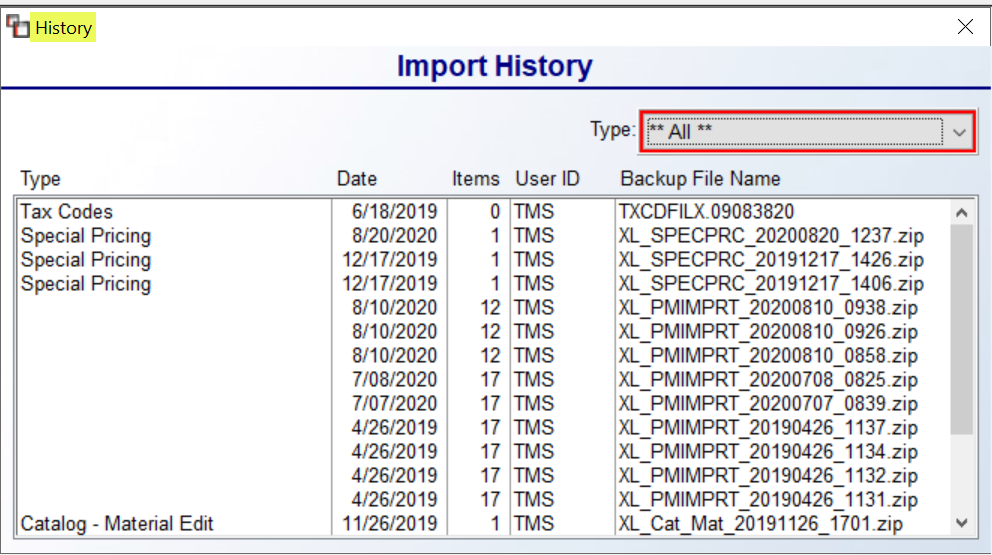 History
Import History
Type: ** All **
Type Date Items User ID Backup File Name
Tax Codes 6/18/2019 0 TMS TXCDFILX.09083820
Special Pricing 8/20/2020 1 TMS XL_SPECPRC_20200820_1237.zip
Special Pricing 12/17/2019 1 TMS XL_SPECPRC_20191217_1426.zip
Special Pricing 12/17/2019 1 TMS XL_SPECPRC_20191217_1406.zip
8/10/2020 12 TMS XL_PMIMPRT_20200810_0938.zip
8/10/2020 12 TMS XL_PMIMPRT_20200810_0926.zip
8/10/2020 12 TMS XL_PMIMPRT_20200810_0858.zip
7/08/2020 17 TMS XL_PMIMPRT_20200708_0825.zip
7/07/2020 17 TMS XL_PMIMPRT_20200707_0839.zip
4/26/2019 17 TMS XL_PMIMPRT_20190426_1137.zip
4/26/2019 17 TMS XL_PMIMPRT_20190426_1134.zip
4/26/2019 17 TMS XL_PMIMPRT_20190426_1132.zip
4/26/2019 17 TMS XL_PMIMPRT_20190426_1131.zip
Catalog - Material Edit 11/26/2019 1 TMS XL_Cat_Mat_20191126_1701.zip